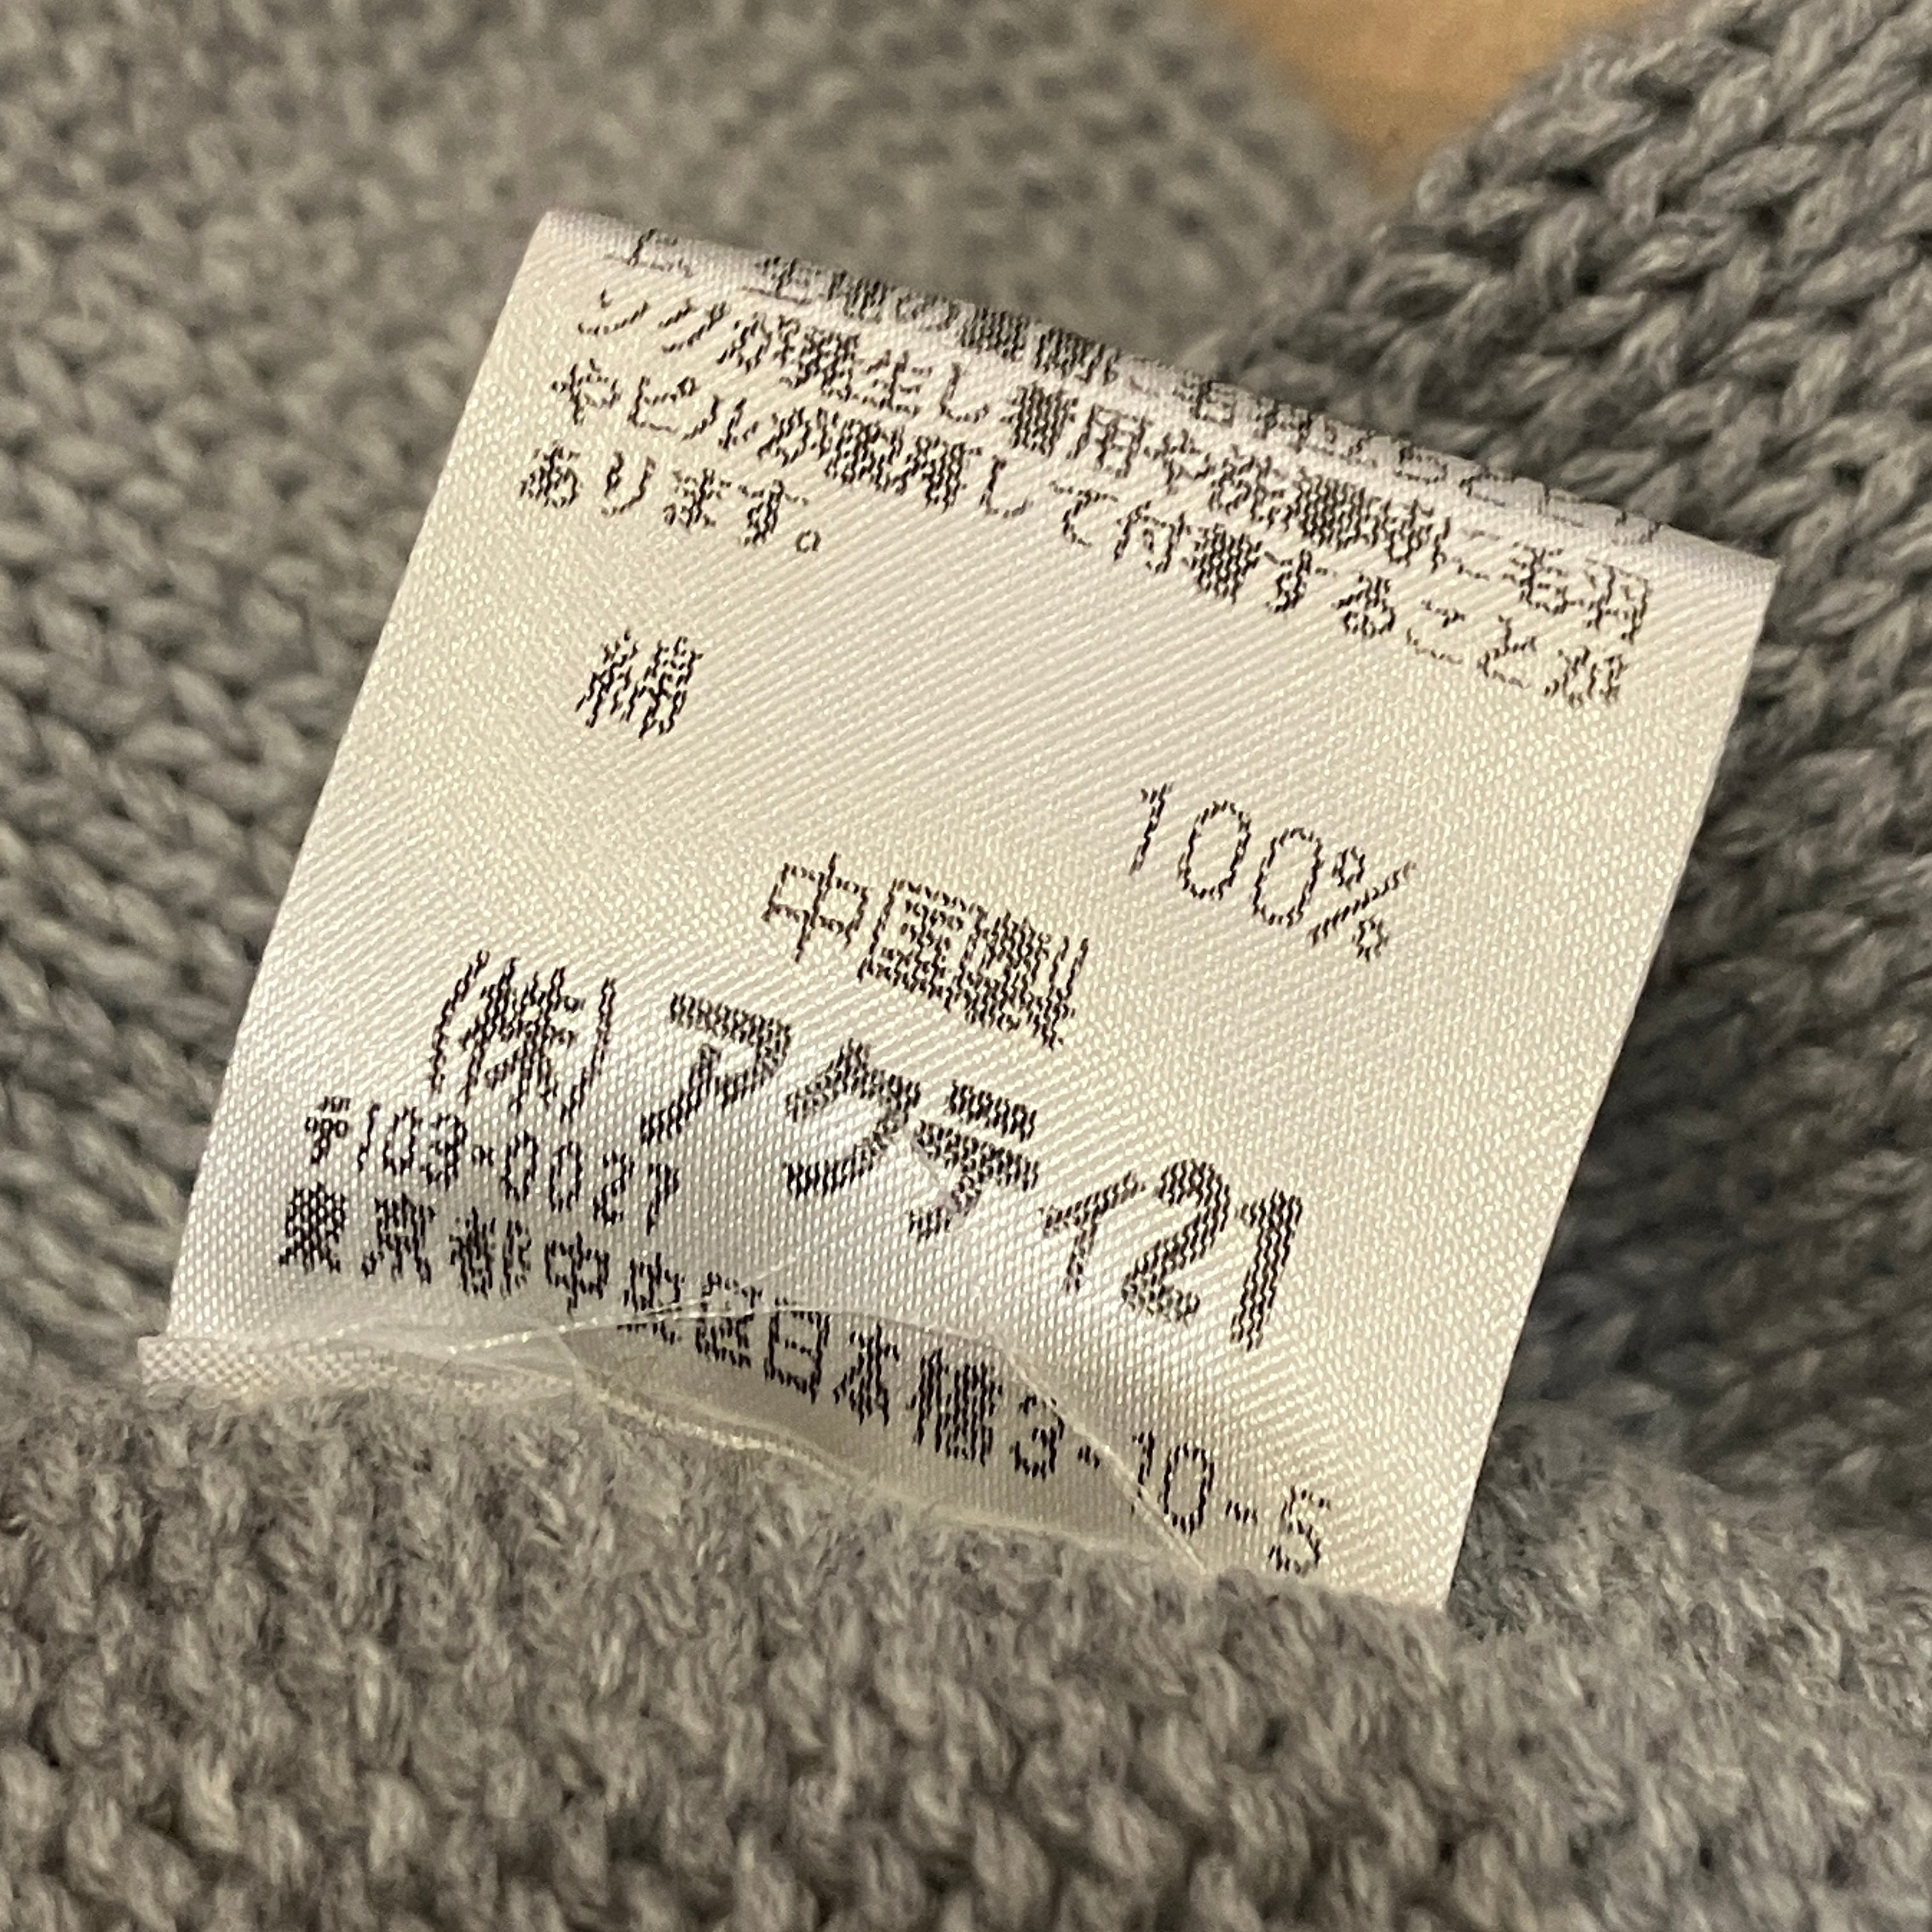 ングが発生し着用や洗濯中に毛羽
やピルが脱落して付着することが
あります。
綿
100%
中国製
(株)アクティ21
〒103-0027
東京都中央区日本橋3-10-5